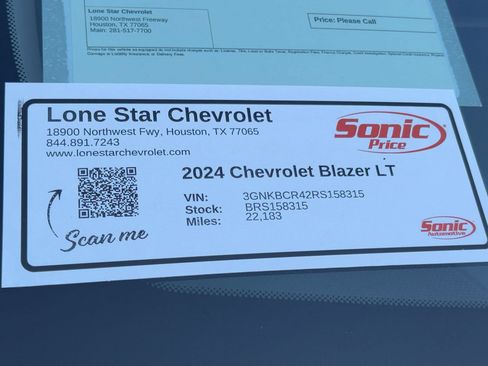 Lone Star Chevrolet
18900 Northwest Freeway
Houston, TX 77065
Main: 281-517-7700
Price: Please Call
Lone Star Chevrolet
18900 Northwest Fwy, Houston, TX 77065
844.891.7243
www.lonestarchevrolet.com
Sonic
Price
2024 Chevrolet Blazer LT
VIN: 3GNKBCR42RS158315
Stock: BRS158315
Miles: 22,183
Scan me
Sonic
Automotive